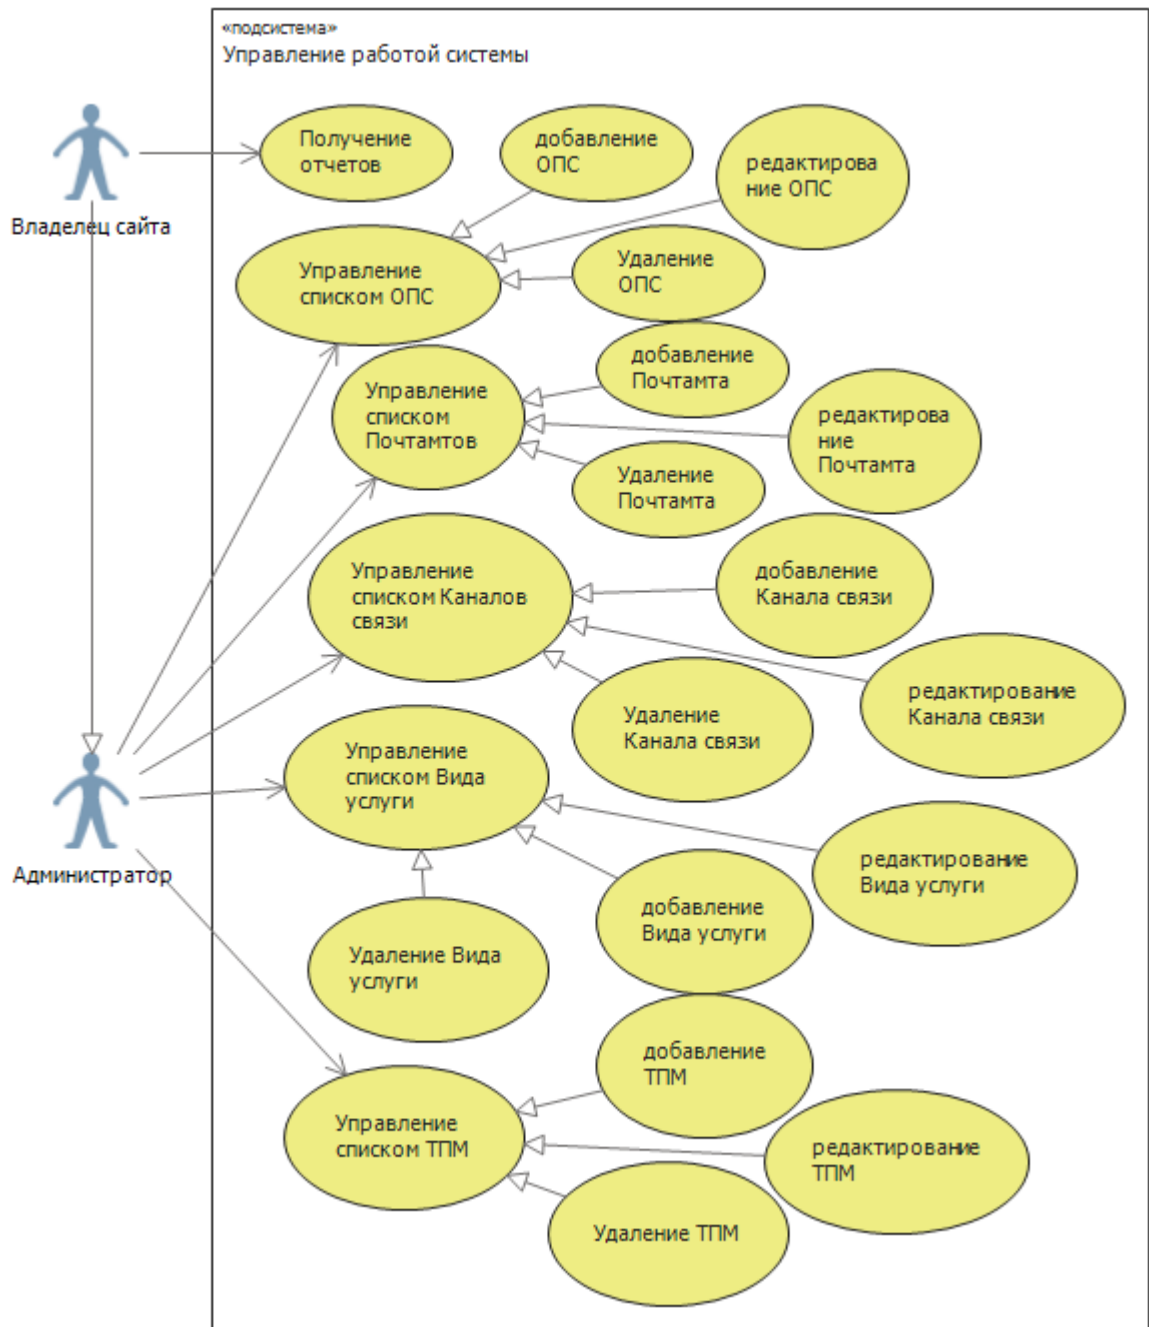 «подсистема»
Управление работой системы
Владелец сайта
Получение
отчетов
добавление
ОПС
редактирова
ние ОПС
Управление
списком ОПС
Удаление
ОПС
добавление
Почтамта
Управление
списком
Почтамтов
редактирова
ние
Почтамта
Удаление
Почтамта
Управление
списком Каналов
связи
добавление
Канала связи
редактирование
Канала связи
Удаление
Канала связи
Управление
списком Вида
услуги
Администратор
редактирование
Вида услуги
добавление
Вида услуги
Удаление Вида
услуги
добавление
ТПМ
Управление
списком ТПМ
редактирование
ТПМ
Удаление ТПМ